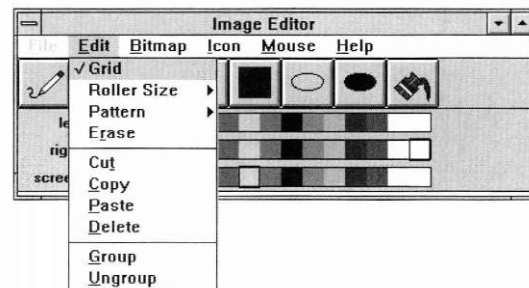 Image Editor
File Edit Bitmap Icon Mouse Help
√ Grid
Roller Size
Pattern
Erase
Cut
Copy
Paste
Delete
Group
Ungroup